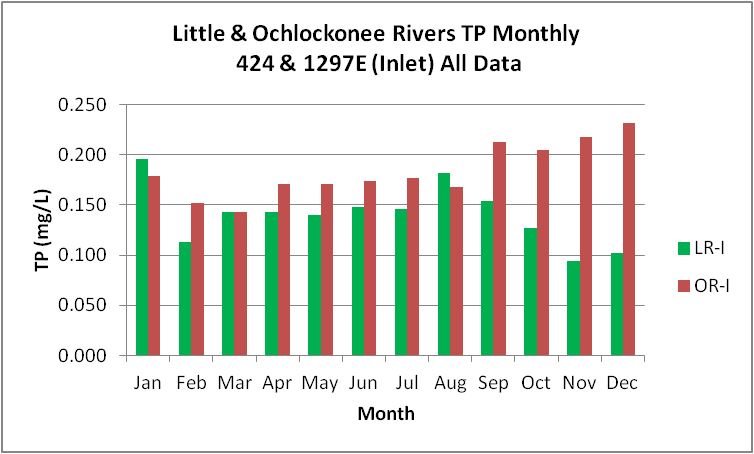 Little & Ochlockonee Rivers TP Monthly
424 & 1297E (Inlet) All Data
TP (mg/L)
0.250
0.200
0.150
0.100
0.050
0.000
Jan Feb Mar Apr May Jun Jul Aug Sep Oct Nov Dec
Month
LR-I
OR-I